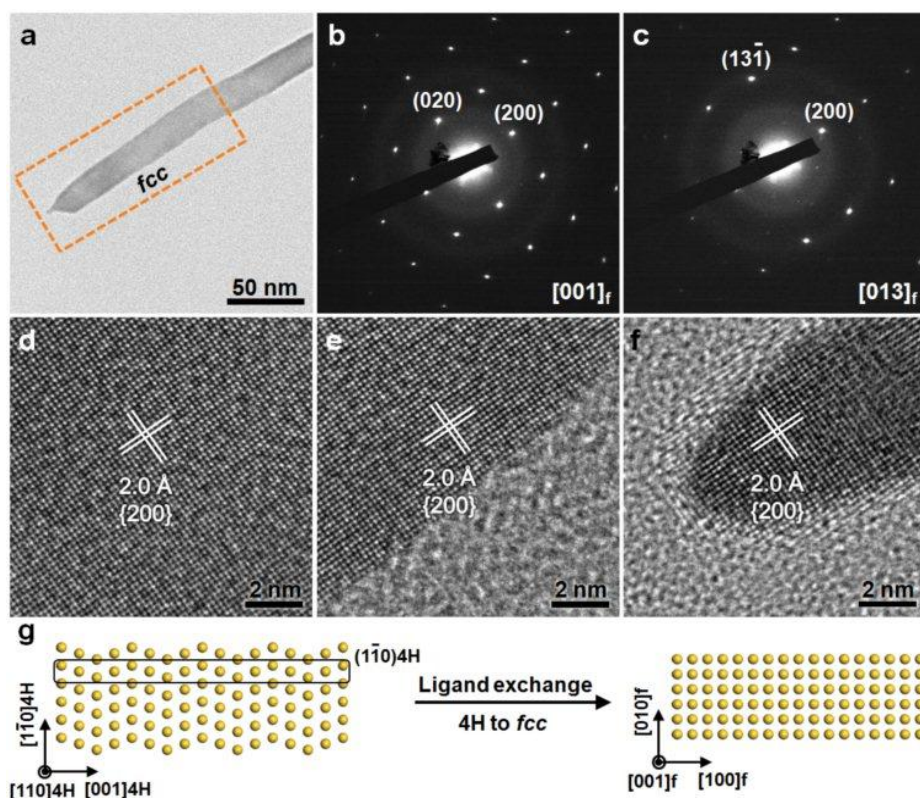 a
fcc
50 nm
b
(020)
(200)
[001]f
c
(13̄1̄)
(200)
[013]f
d
2.0 Å
{200}
2 nm
e
2.0 Å
{200}
2 nm
f
2.0 Å
{200}
2 nm
g
(11̄0)4H
[11̄0]4H
[110]4H
[001]4H
Ligand exchange
4H to fcc
[010]f
[001]f
[100]f